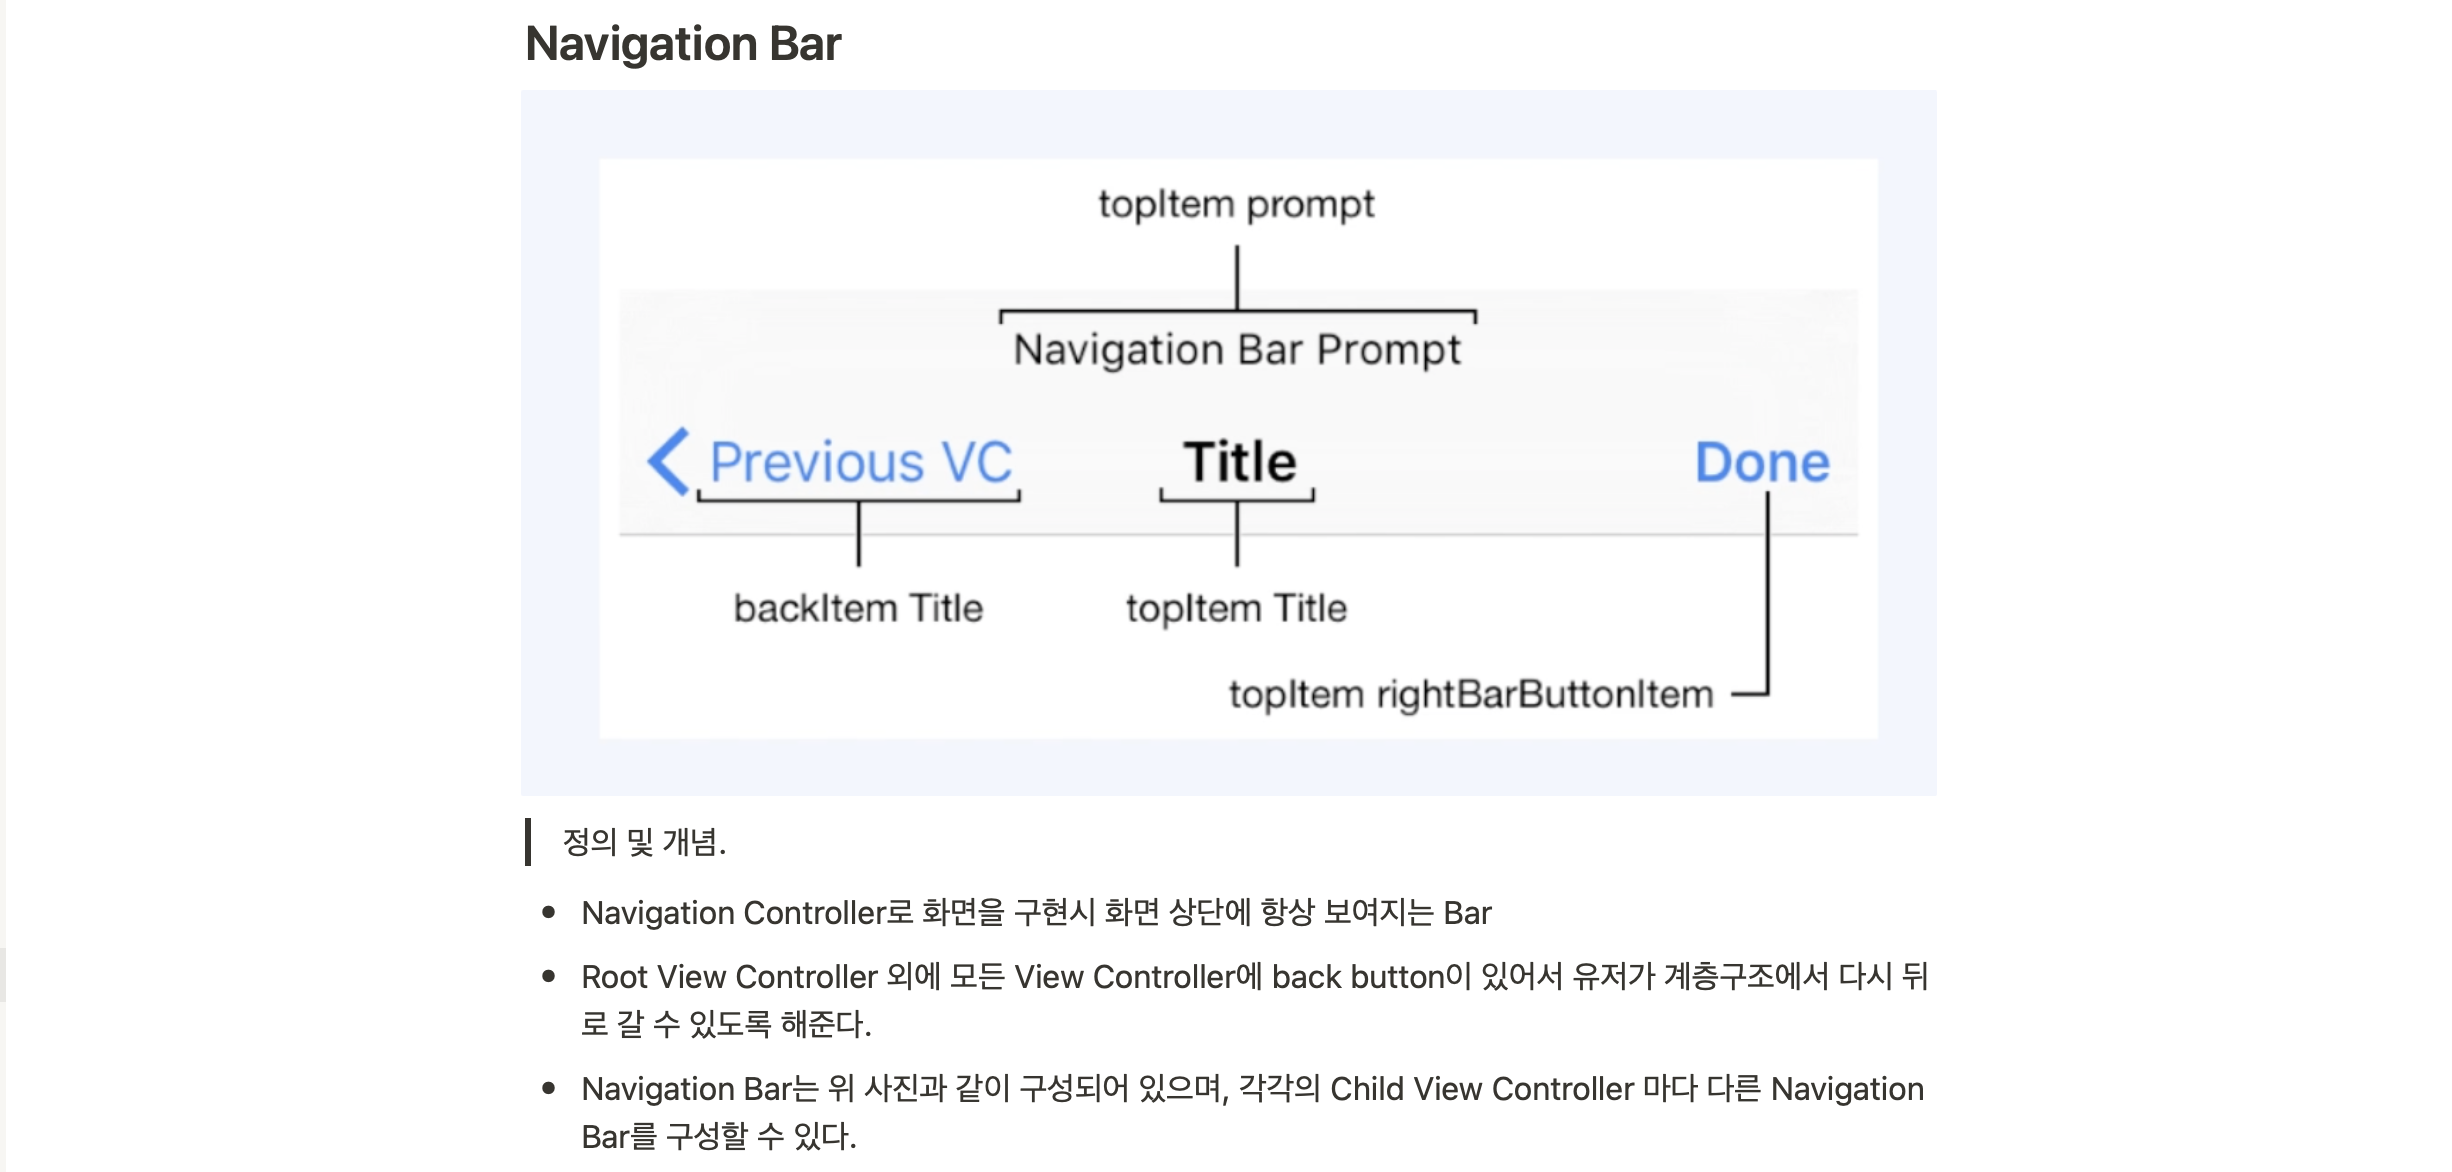 Navigation Bar
topItem prompt
Navigation Bar Prompt
Previous VC
Title
Done
backItem Title
topItem Title
topItem rightBarButtonItem
정의 및 개념.
Navigation Controller로 화면을 구현시 화면 상단에 항상 보여지는 Bar
Root View Controller 외에 모든 View Controller에 back button이 있어서 유저가 계층구조에서 다시 뒤
로 갈 수 있도록 해준다.
Navigation Bar는 위 사진과 같이 구성되어 있으며, 각각의 Child View Controller 마다 다른 Navigation
Bar를 구성할 수 있다.